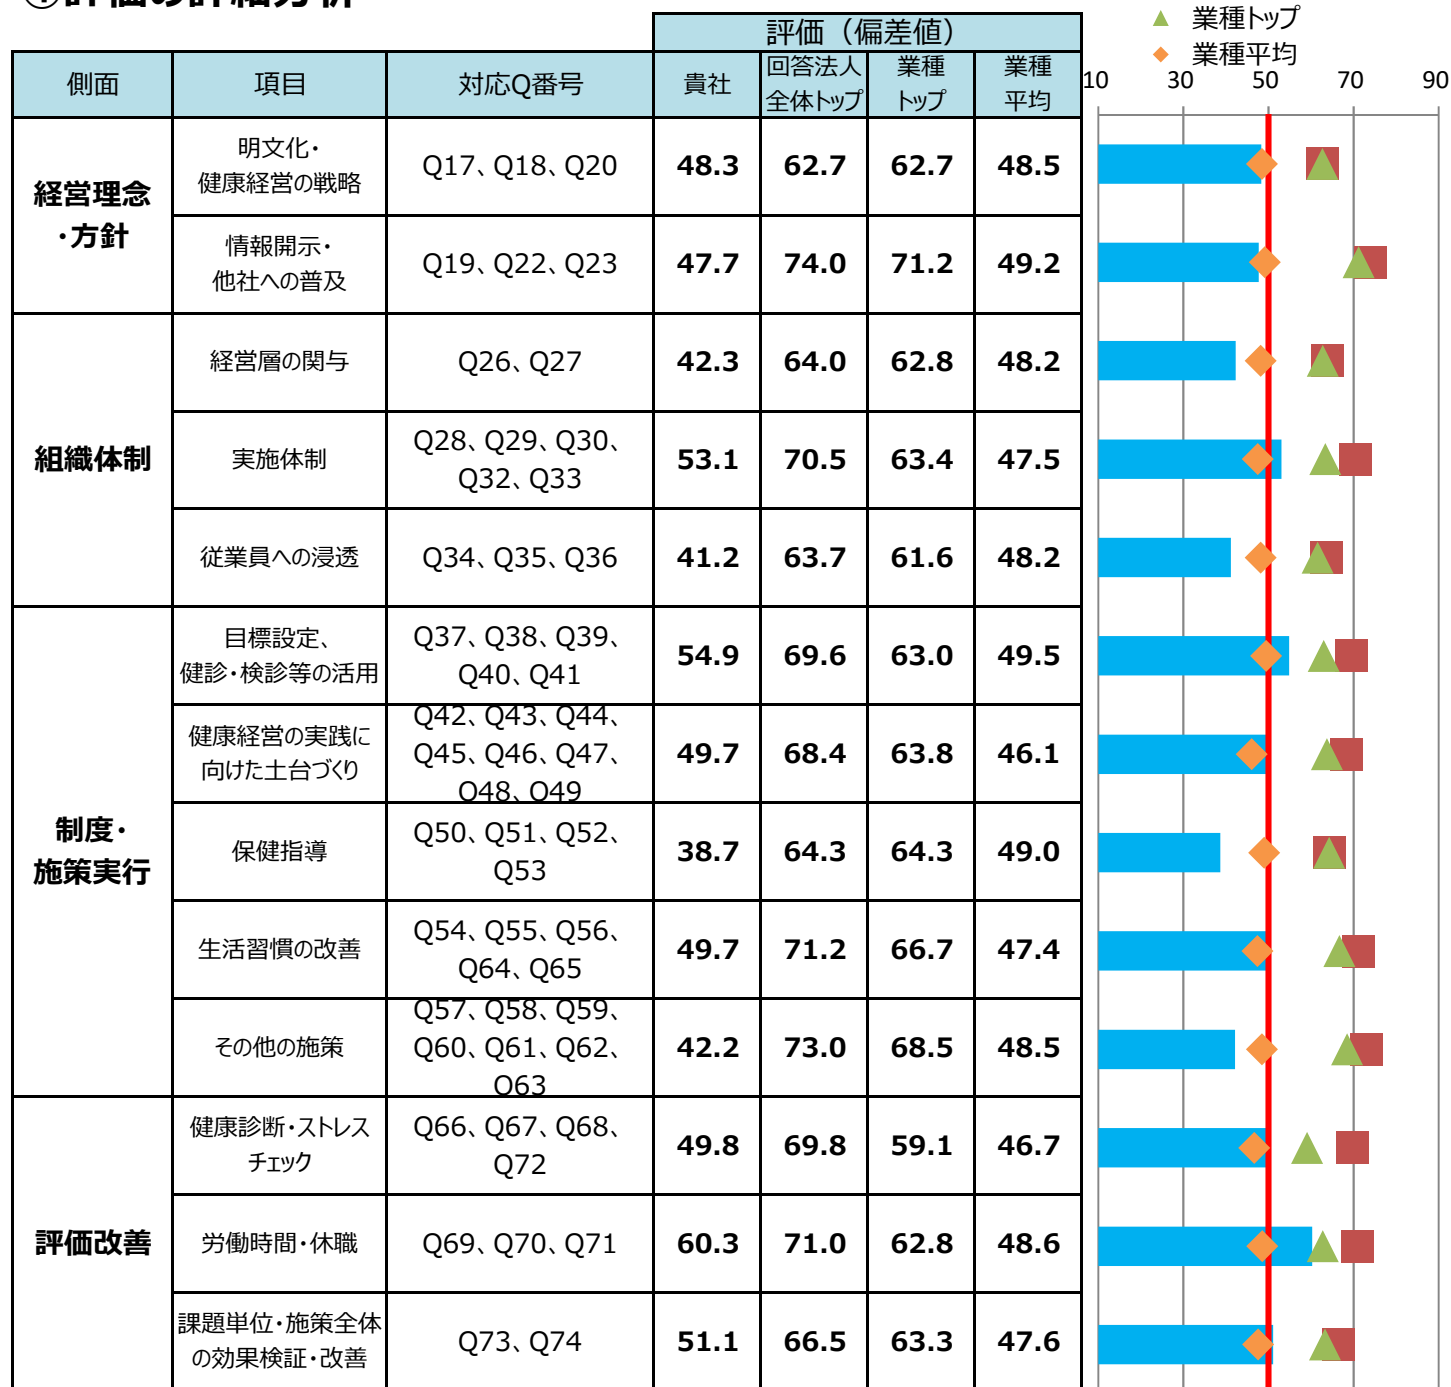 ①評価の詳細分析
▲ 業種トップ
◆ 業種平均
評価（偏差値）
側面 項目 対応Q番号 貴社 回答法人 業種 業種
全体トップ トップ 平均
10 30 50 70 90
経営理念
・方針
明文化・
健康経営の戦略
Q17、Q18、Q20 48.3 62.7 62.7 48.5
情報開示・
他社への普及
Q19、Q22、Q23 47.7 74.0 71.2 49.2
組織体制
経営層の関与 Q26、Q27 42.3 64.0 62.8 48.2
実施体制
Q28、Q29、Q30、
Q32、Q33
53.1 70.5 63.4 47.5
従業員への浸透 Q34、Q35、Q36 41.2 63.7 61.6 48.2
制度・
施策実行
目標設定、
健診・検診等の活用
Q37、Q38、Q39、
Q40、Q41
54.9 69.6 63.0 49.5
健康経営の実践に
向けた土台づくり
Q42、Q43、Q44、
Q45、Q46、Q47、
Q48、Q49
49.7 68.4 63.8 46.1
保健指導
Q50、Q51、Q52、
Q53
38.7 64.3 64.3 49.0
生活習慣の改善
Q54、Q55、Q56、
Q64、Q65
49.7 71.2 66.7 47.4
その他の施策
Q57、Q58、Q59、
Q60、Q61、Q62、
Q63
42.2 73.0 68.5 48.5
評価改善
健康診断・ストレス
チェック
Q66、Q67、Q68、
Q72
49.8 69.8 59.1 46.7
労働時間・休職 Q69、Q70、Q71 60.3 71.0 62.8 48.6
課題単位・施策全体
の効果検証・改善
Q73、Q74 51.1 66.5 63.3 47.6